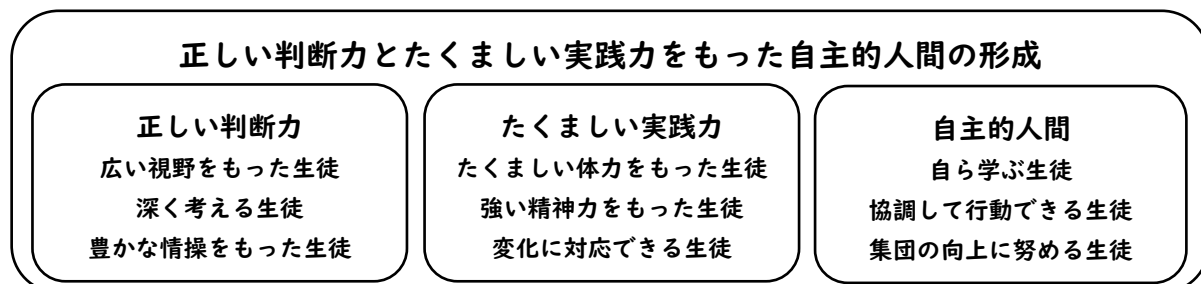 正しい判断力とたくましい実践力をもった自主的人間の形成
正しい判断力
広い視野をもった生徒
深く考える生徒
豊かな情操をもった生徒
たくましい実践力
たくましい体力をもった生徒
強い精神力をもった生徒
変化に対応できる生徒
自主的人間
自ら学ぶ生徒
協調して行動できる生徒
集団の向上に努める生徒